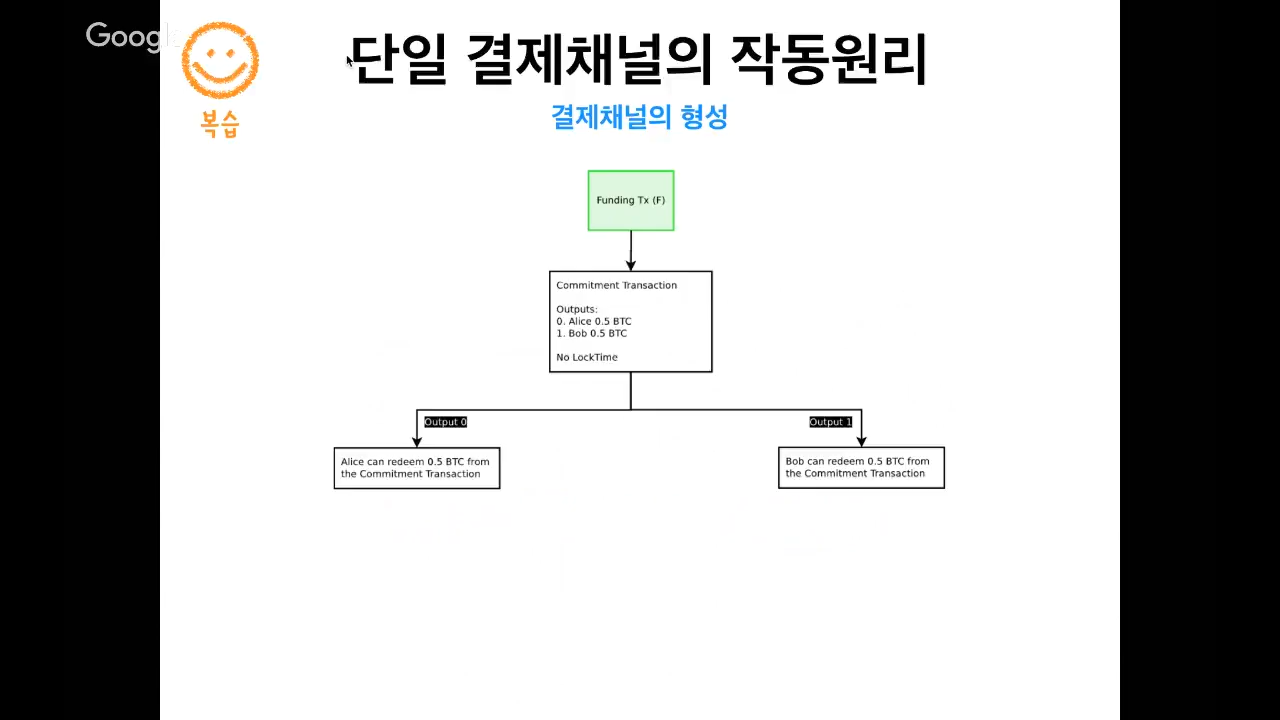 Google
복습
단일 결제채널의 작동원리
결제채널의 형성
Funding Tx (F)
Commitment Transaction
Outputs:
0. Alice 0.5 BTC
1. Bob 0.5 BTC
No LockTime
Output 0
Output 1
Alice can redeem 0.5 BTC from
the Commitment Transaction
Bob can redeem 0.5 BTC from
the Commitment Transaction